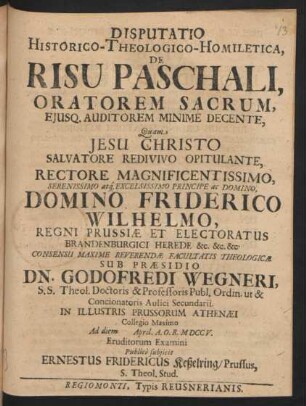 DISPUTATIO
HISTORICO-THEOLOGICO-HOMILETICA,
DE
RISU PASCHALI,
ORATOREM SACRUM,
EJUSQ. AUDITOREM MINIME DECENTE,
Quam
JESU CHRISTO
SALVATORE REDIVIVO OPITULANTE,
RECTORE MAGNIFICENTISSIMO,
SERENISSIMO atq; EXCELSISSIMO PRINCIPE ac DOMINO,
DOMINO FRIDERICO
WILHELMO,
REGNI PRUSSIÆ ET ELECTORATUS
BRANDENBURGICI HEREDE &c. &c. &c.
CONSENSU MAXIME REVERENDÆ FACULTATIS THEOLOGICÆ
SUB PRÆSIDIO
DN. GODOFREDI WEGNERI,
S.S. Theol. Doctoris & Professoris Publ. Ordin. ut &
Concionatoris Aulici Secundarii.
IN ILLUSTRIS PRUSSORUM ATHENÆI
Collegio Maximo
Ad diem April. A. O. R. MDCCV.
Eruditorum Examini
Publicè subjicit
ERNESTUS FRIDERICUS Keßelring/ Prussus,
S. Theol. Stud.
REGIOMONTI, Typis REUSNERIANIS.